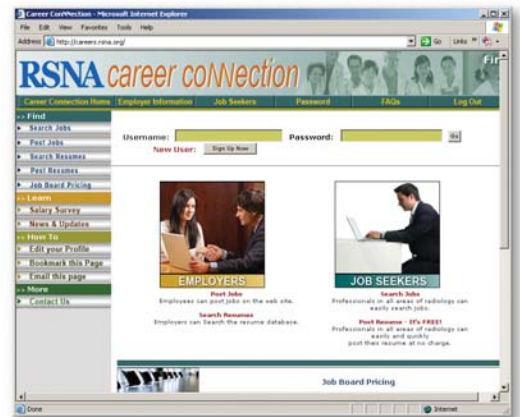 Career CoNNection - Microsoft Internet Explorer
File Edit View Favorites Tools Help
Address http://careers.rsna.org/ Go Links
RSNA career coNNection
Career Connection Home Employer Information Job Seekers Password FAQs Log Out
>> Find
Search Jobs
Post Jobs
Search Resumes
Post Resumes
Job Board Pricing
>> Learn
Salary Survey
News & Updates
>> How To
Edit your Profile
Bookmark this Page
Email this page
>> More
Contact Us
Username: Password: Go
New User: Sign Up Now
EMPLOYERS
Post Jobs
Employees can post jobs on the web site.
Search Resumes
Employers can Search the resume database.
JOB SEEKERS
Search Jobs
Professionals in all areas of radiology can
easily search jobs.
Post Resume - It's FREE!
Professionals in all areas of radiology can
easily and quickly
post their resume at no charge.
Job Board Pricing
Done Internet